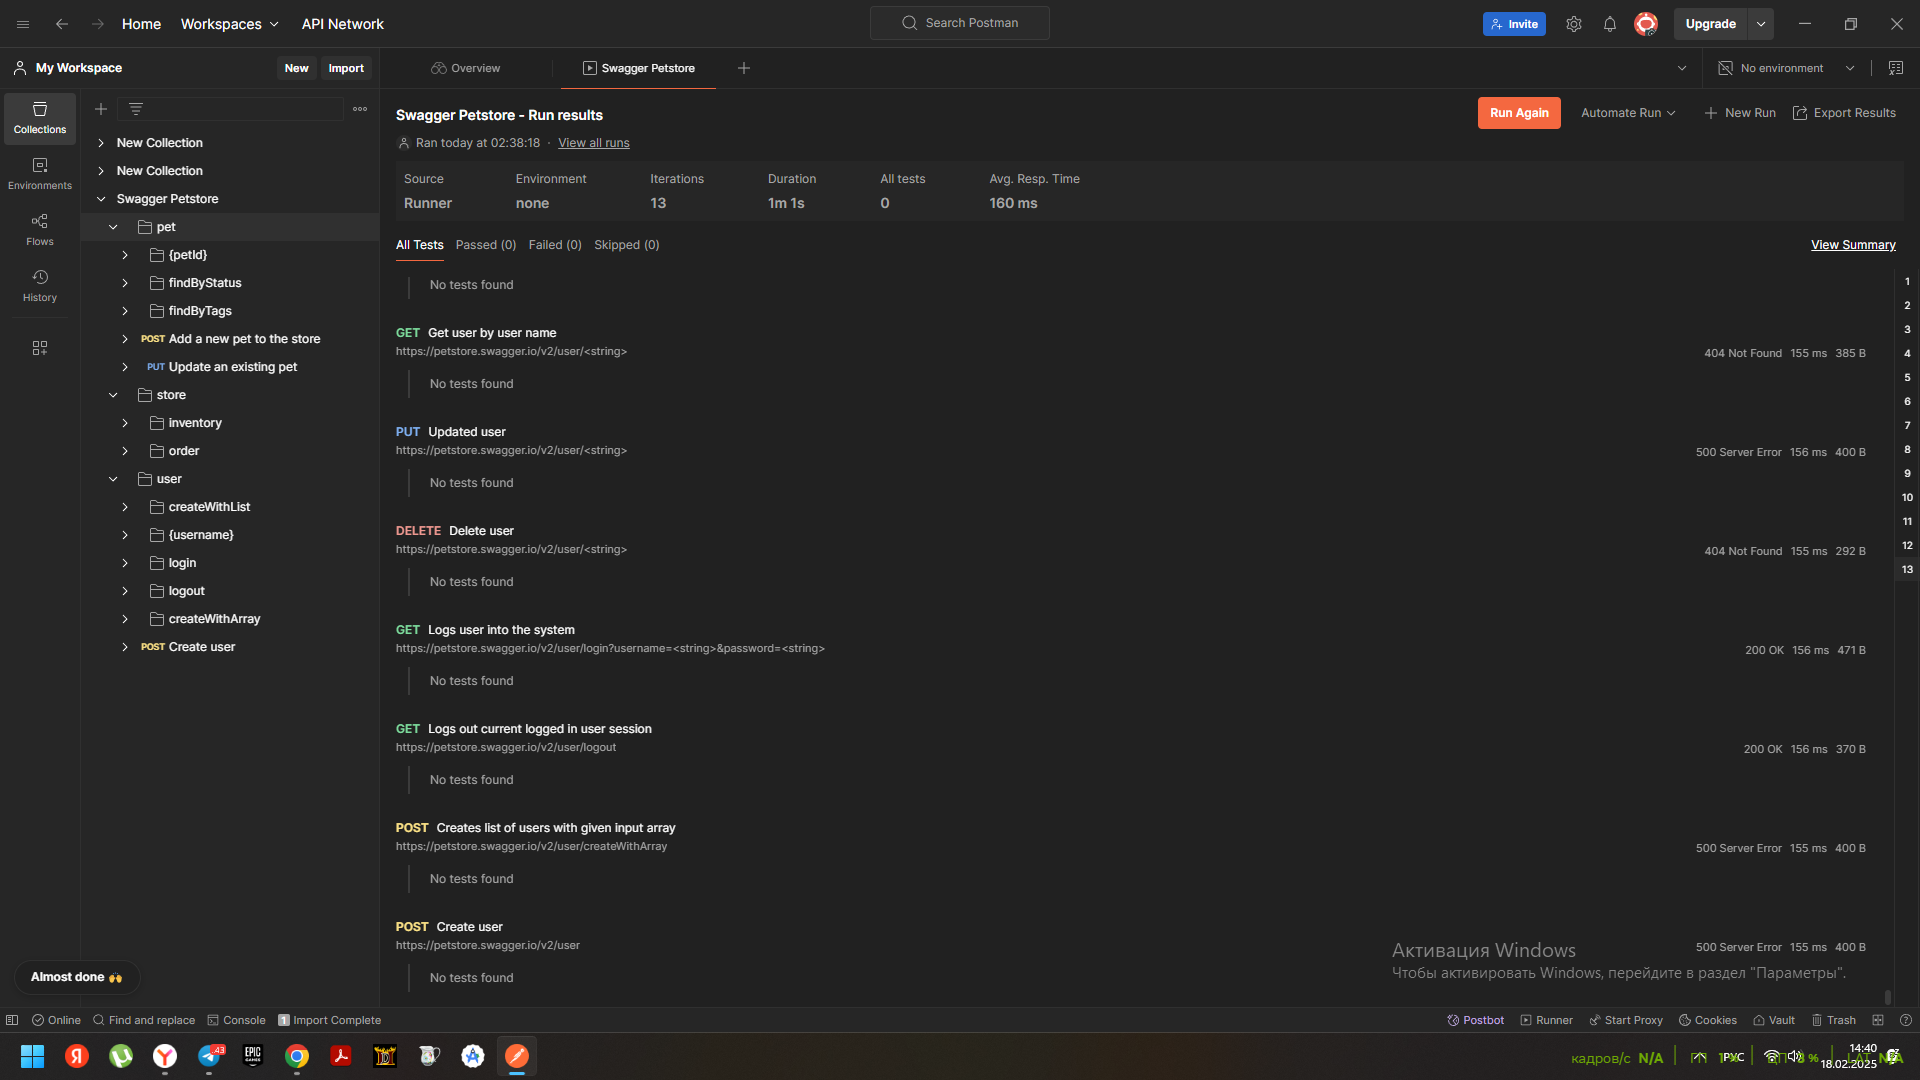 Home
Workspaces
API Network
Search Postman
Invite
Upgrade
My Workspace
New
Import
Overview
Swagger Petstore
No environment
Collections
Environments
Flows
History
New Collection
New Collection
Swagger Petstore
pet
{petId}
findByStatus
findByTags
POST Add a new pet to the store
PUT Update an existing pet
store
inventory
order
user
createWithList
{username}
login
logout
createWithArray
POST Create user
Swagger Petstore - Run results
Run Again
Automate Run
New Run
Export Results
Ran today at 02:38:18 · View all runs
Source Environment Iterations Duration All tests Avg. Resp. Time
Runner none 13 1m 1s 0 160 ms
All Tests Passed (0) Failed (0) Skipped (0)
View Summary
No tests found
GET Get user by user name
https://petstore.swagger.io/v2/user/<string>
404 Not Found 155 ms 385 B
No tests found
PUT Updated user
https://petstore.swagger.io/v2/user/<string>
500 Server Error 156 ms 400 B
No tests found
DELETE Delete user
https://petstore.swagger.io/v2/user/<string>
404 Not Found 155 ms 292 B
No tests found
GET Logs user into the system
https://petstore.swagger.io/v2/user/login?username=<string>&password=<string>
200 OK 156 ms 471 B
No tests found
GET Logs out current logged in user session
https://petstore.swagger.io/v2/user/logout
200 OK 156 ms 370 B
No tests found
POST Creates list of users with given input array
https://petstore.swagger.io/v2/user/createWithArray
500 Server Error 155 ms 400 B
No tests found
POST Create user
https://petstore.swagger.io/v2/user
500 Server Error 155 ms 400 B
No tests found
1
2
3
4
5
6
7
8
9
10
11
12
13
Активация Windows
Чтобы активировать Windows, перейдите в раздел "Параметры".
Almost done 🙌
Online
Find and replace
Console
1 Import Complete
Postbot
Runner
Start Proxy
Cookies
Vault
Trash
43
EPIC
GAMES
кадров/с N/A
РУС
14:40
18.02.2025